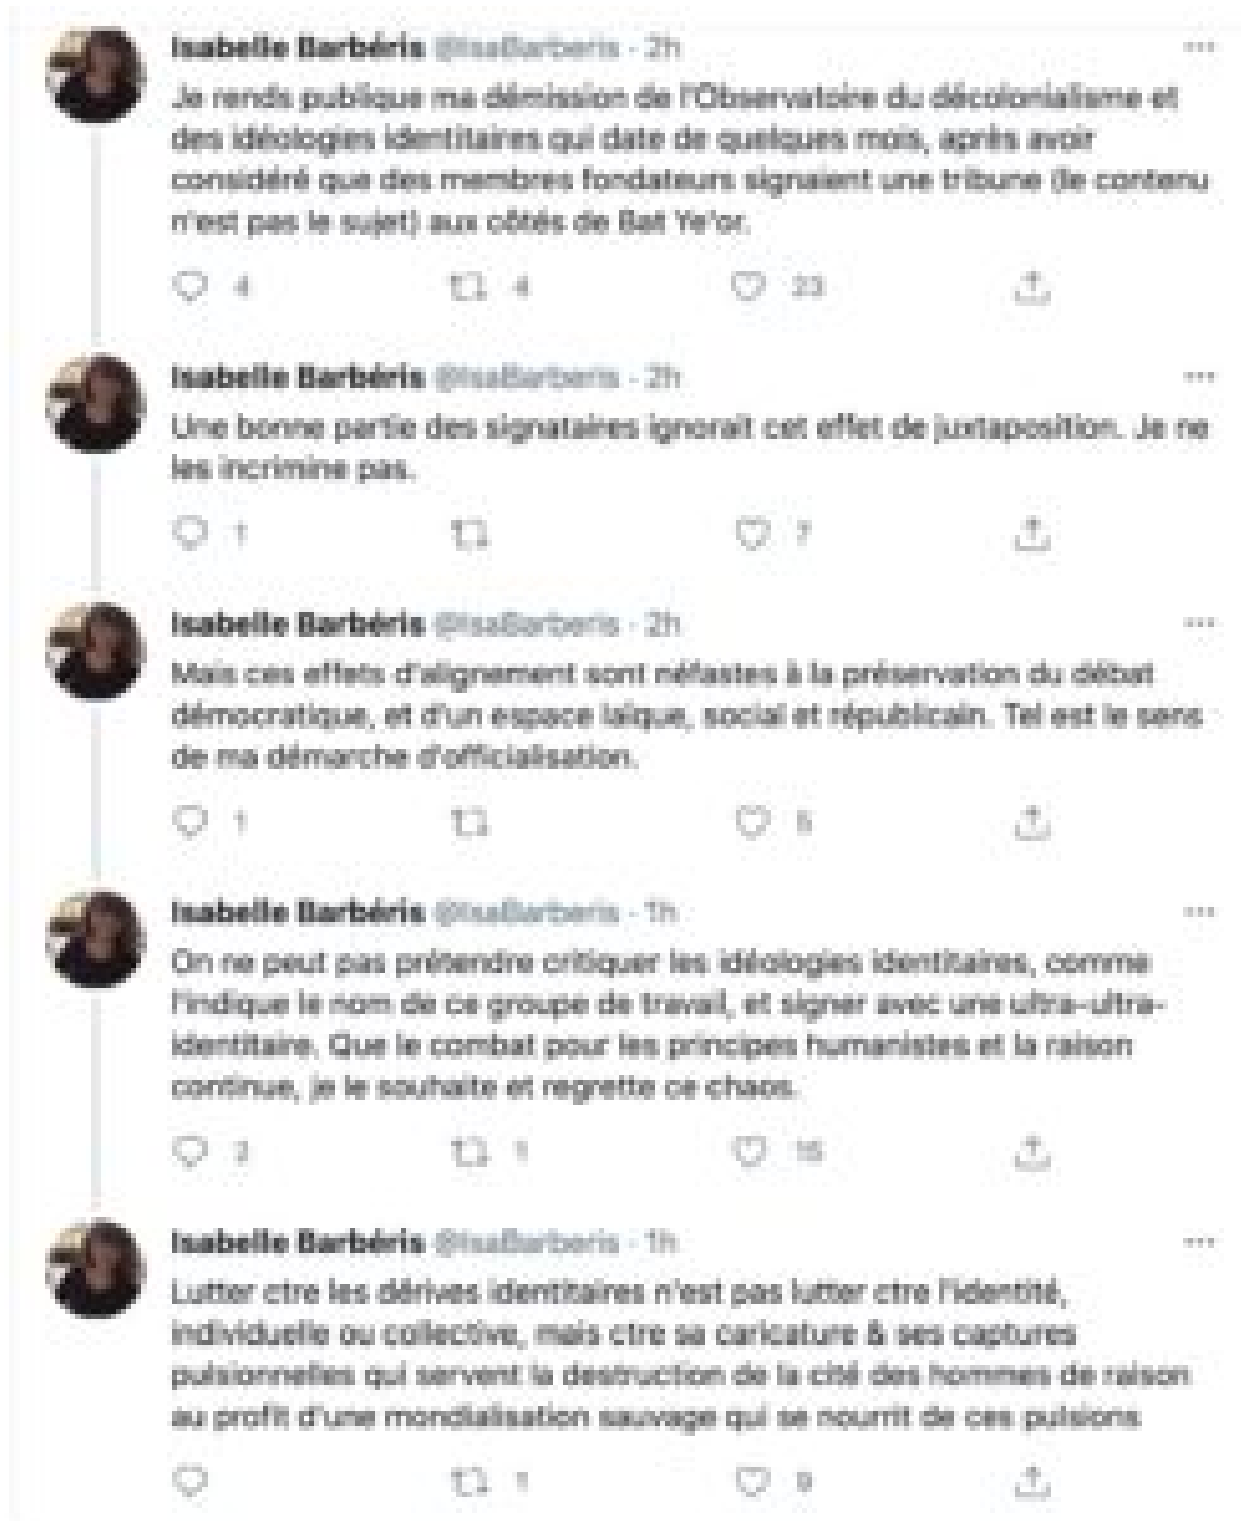 Isabelle Barbéris @IsaBarberis · 2h
Je rends publique ma démission de l'Observatoire du décolonialisme et
des idéologies identitaires qui date de quelques mois, après avoir
considéré que des membres fondateurs signaient une tribune (le contenu
n'est pas le sujet) aux côtés de Bat Ye'or.
4 4 23
Isabelle Barbéris @IsaBarberis · 2h
Une bonne partie des signataires ignorait cet effet de juxtaposition. Je ne
les incrimine pas.
1 7
Isabelle Barbéris @IsaBarberis · 2h
Mais ces effets d'alignement sont néfastes à la préservation du débat
démocratique, et d'un espace laïque, social et républicain. Tel est le sens
de ma démarche d'officialisation.
1 5
Isabelle Barbéris @IsaBarberis · 1h
On ne peut pas prétendre critiquer les idéologies identitaires, comme
l'indique le nom de ce groupe de travail, et signer avec une ultra-ultra-
identitaire. Que le combat pour les principes humanistes et la raison
continue, je le souhaite et regrette ce chaos.
2 1 15
Isabelle Barbéris @IsaBarberis · 1h
Lutter ctre les dérives identitaires n'est pas lutter ctre l'identité,
individuelle ou collective, mais ctre sa caricature & ses captures
pulsionnelles qui servent la destruction de la cité des hommes de raison
au profit d'une mondialisation sauvage qui se nourrit de ces pulsions
1 9